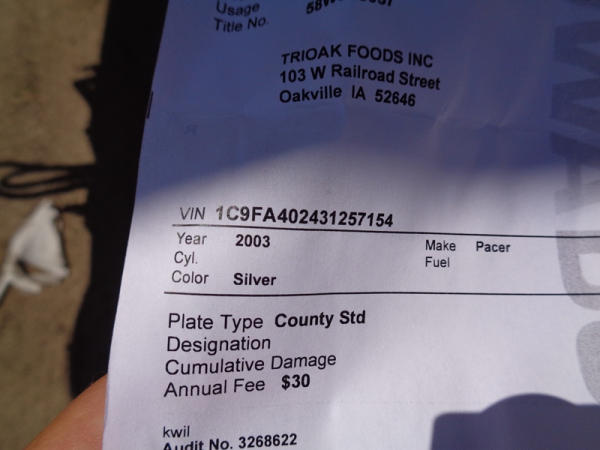 Usage
Title No.
TRIOAK FOODS INC
103 W Railroad Street
Oakville IA 52646
VIN 1C9FA402431257154
Year 2003 Make Pacer
Cyl. Fuel
Color Silver
Plate Type County Std
Designation
Cumulative Damage
Annual Fee $30
kwil
Audit No. 3268622